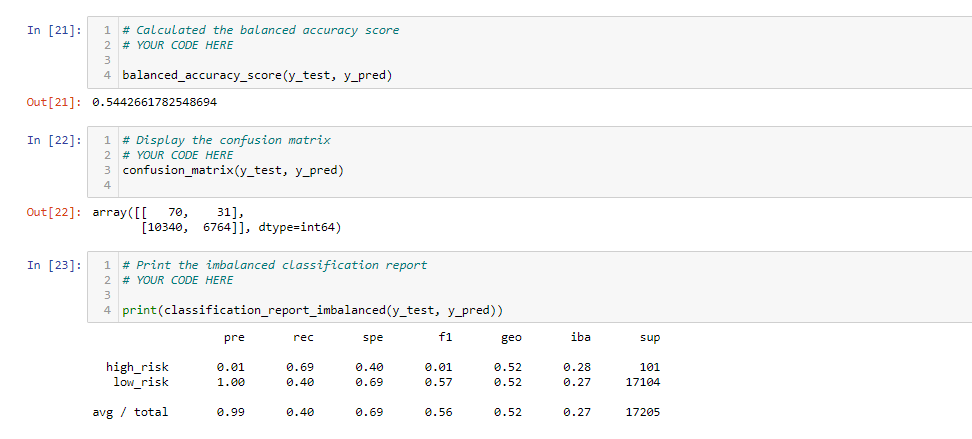 In [21]: 1 # Calculated the balanced accuracy score
2 # YOUR CODE HERE
3
4 balanced_accuracy_score(y_test, y_pred)
Out[21]: 0.5442661782548694
In [22]: 1 # Display the confusion matrix
2 # YOUR CODE HERE
3 confusion_matrix(y_test, y_pred)
4
Out[22]: array([[   70,    31],
[10340,  6764]], dtype=int64)
In [23]: 1 # Print the imbalanced classification report
2 # YOUR CODE HERE
3
4 print(classification_report_imbalanced(y_test, y_pred))
pre rec spe f1 geo iba sup
high_risk 0.01 0.69 0.40 0.01 0.52 0.28 101
low_risk 1.00 0.40 0.69 0.57 0.52 0.27 17104
avg / total 0.99 0.40 0.69 0.56 0.52 0.27 17205